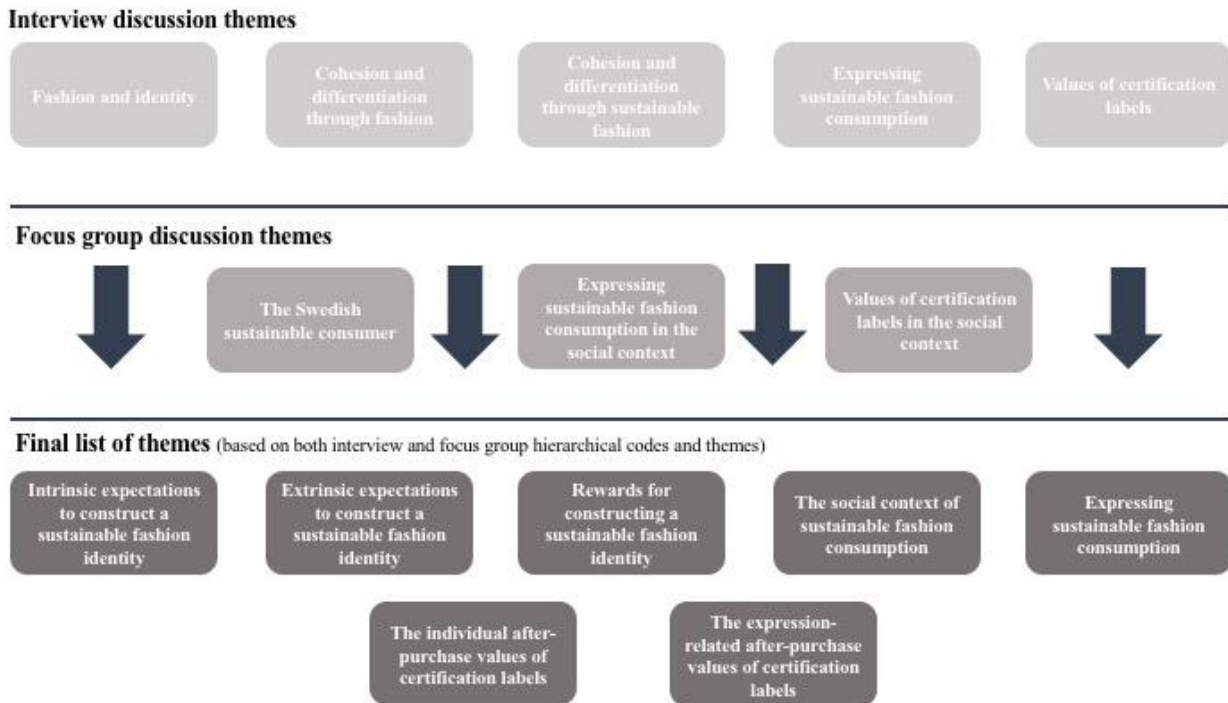 Interview discussion themes
Fashion and identity
Cohesion and
differentiation
through fashion
Cohesion and
differentiation
through sustainable
fashion
Expressing
sustainable fashion
consumption
Values of certification
labels
Focus group discussion themes
The Swedish
sustainable consumer
Expressing
sustainable fashion
consumption in the
social context
Values of certification
labels in the social
context
Final list of themes (based on both interview and focus group hierarchical codes and themes)
Intrinsic expectations
to construct a
sustainable fashion
identity
Extrinsic expectations
to construct a
sustainable fashion
identity
Rewards for
constructing a
sustainable fashion
identity
The social context of
sustainable fashion
consumption
Expressing
sustainable fashion
consumption
The individual after-
purchase values of
certification labels
The expression-
related after-purchase
values of certification
labels